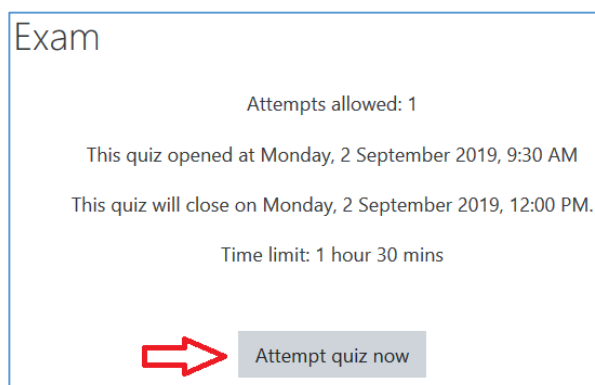 Exam
Attempts allowed: 1
This quiz opened at Monday, 2 September 2019, 9:30 AM
This quiz will close on Monday, 2 September 2019, 12:00 PM.
Time limit: 1 hour 30 mins
Attempt quiz now